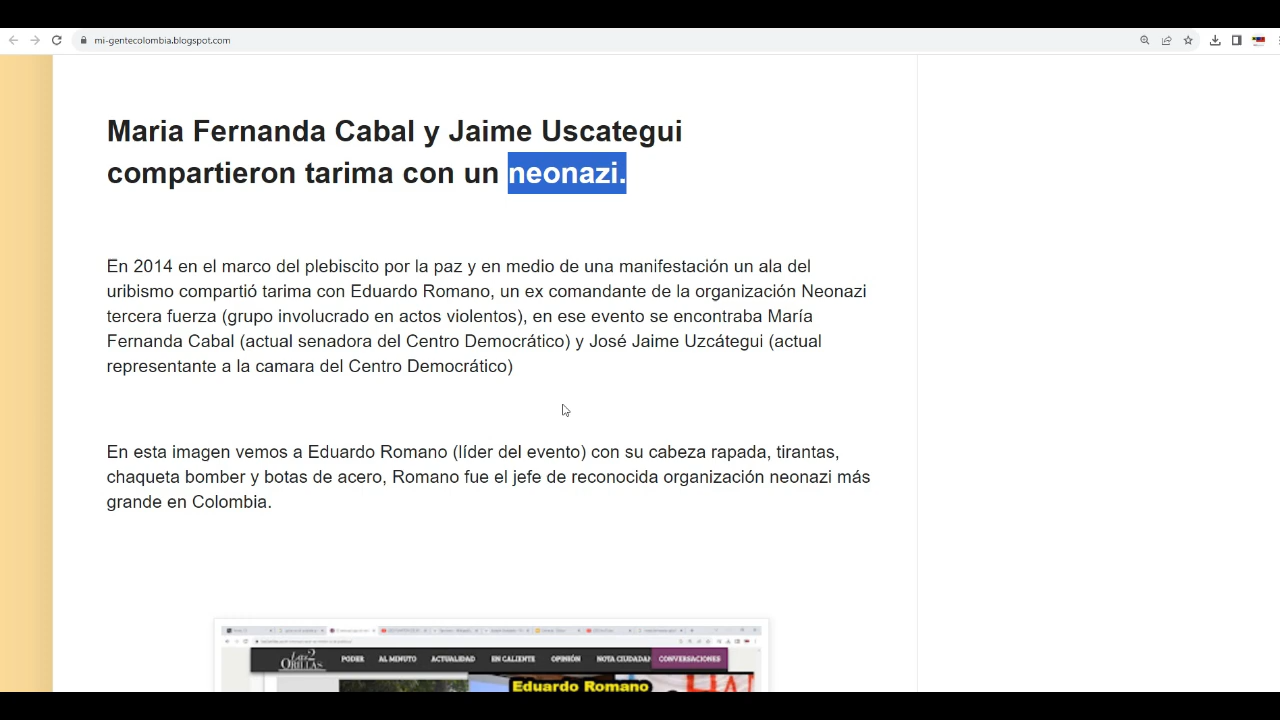 mi-gentecolombia.blogspot.com
Maria Fernanda Cabal y Jaime Uscategui
compartieron tarima con un neonazi.
En 2014 en el marco del plebiscito por la paz y en medio de una manifestación un ala del
uribismo compartió tarima con Eduardo Romano, un ex comandante de la organización Neonazi
tercera fuerza (grupo involucrado en actos violentos), en ese evento se encontraba María
Fernanda Cabal (actual senadora del Centro Democrático) y José Jaime Uzcátegui (actual
representante a la camara del Centro Democrático)
En esta imagen vemos a Eduardo Romano (líder del evento) con su cabeza rapada, tirantas,
chaqueta bomber y botas de acero, Romano fue el jefe de reconocida organización neonazi más
grande en Colombia.
Las 2 ORILLAS PODER AL MINUTO ACTUALIDAD EN CALIENTE OPINIÓN NOTA CIUDADAN CONVERSACIONES
Eduardo Romano